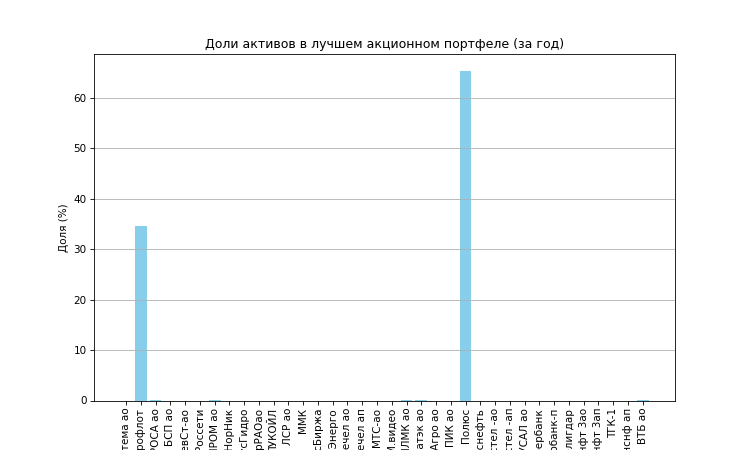 Доли активов в лучшем акционном портфеле (за год)
Доля (%)
60
50
40
30
20
10
0
тема ао
рофлот
РОСА ао
БСП ао
евСт-ао
Россети
ПРОМ ао
НорНик
сГидро
рРАОао
ЛУКОЙЛ
ЛСР ао
ММК
сБиржа
Энерго
ечел ао
ечел ап
МТС-ао
М.видео
ЛМК ао
атэк ао
Агро ао
ПИК ао
Полюс
снефть
стел -ао
стел -ап
УСАЛ ао
ербанк
рбанк-п
лигдар
нфт 3ао
нфт 3ап
ТГК-1
нснф ап
ВТБ ао